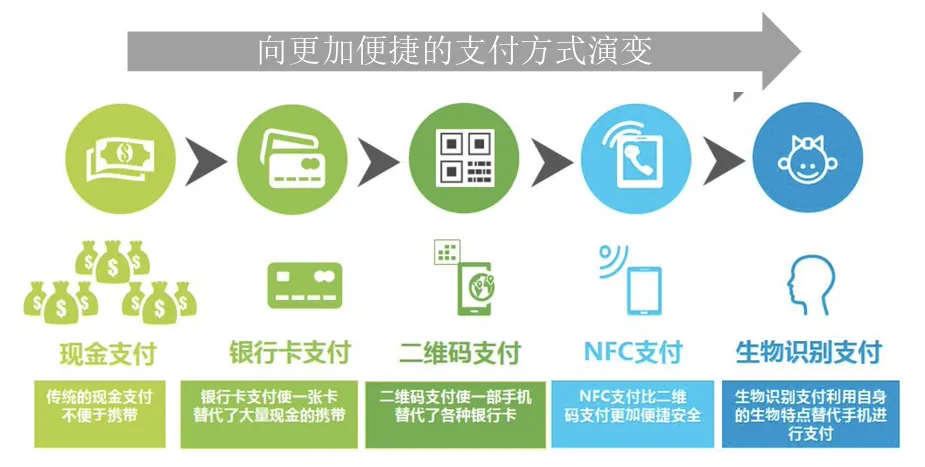 向更加便捷的支付方式演变
现金支付
银行卡支付
二维码支付
NFC支付
生物识别支付
传统的现金支付
不便于携带
银行卡支付使一张卡
替代了大量现金的携带
二维码支付使一部手机
替代了各种银行卡
NFC支付比二维
码支付更加便捷安全
生物识别支付利用自身
的生物特点替代手机进
行支付